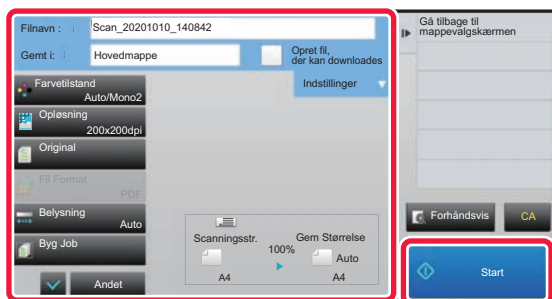 Filnavn : Scan_20201010_140842
Gemt i: Hovedmappe
Opret fil,
der kan downloades
Indstillinger
Farvetilstand
Auto/Mono2
Opløsning
200x200dpi
Original
Fil Format
PDF
Belysning
Auto
Byg Job
Andet
Scanningsstr.
A4
100%
Gem Størrelse
Auto
A4
Gå tilbage til
mappevalgskærmen
Forhåndsvis
CA
Start